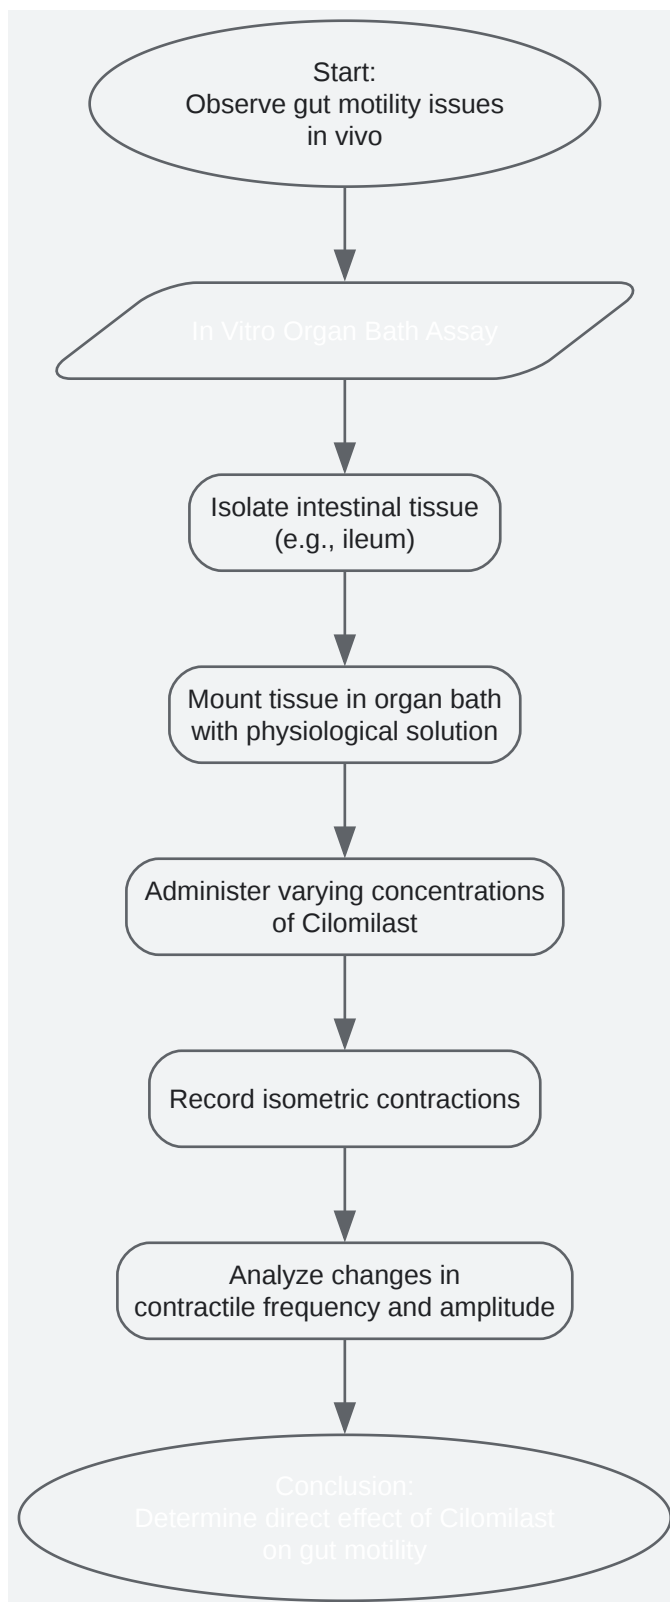 Start:
Observe gut motility issues
in vivo
In Vitro Organ Bath Assay
Isolate intestinal tissue
(e.g., ileum)
Mount tissue in organ bath
with physiological solution
Administer varying concentrations
of Cilomilast
Record isometric contractions
Analyze changes in
contractile frequency and amplitude
Conclusion:
Determine direct effect of Cilomilast
on gut motility